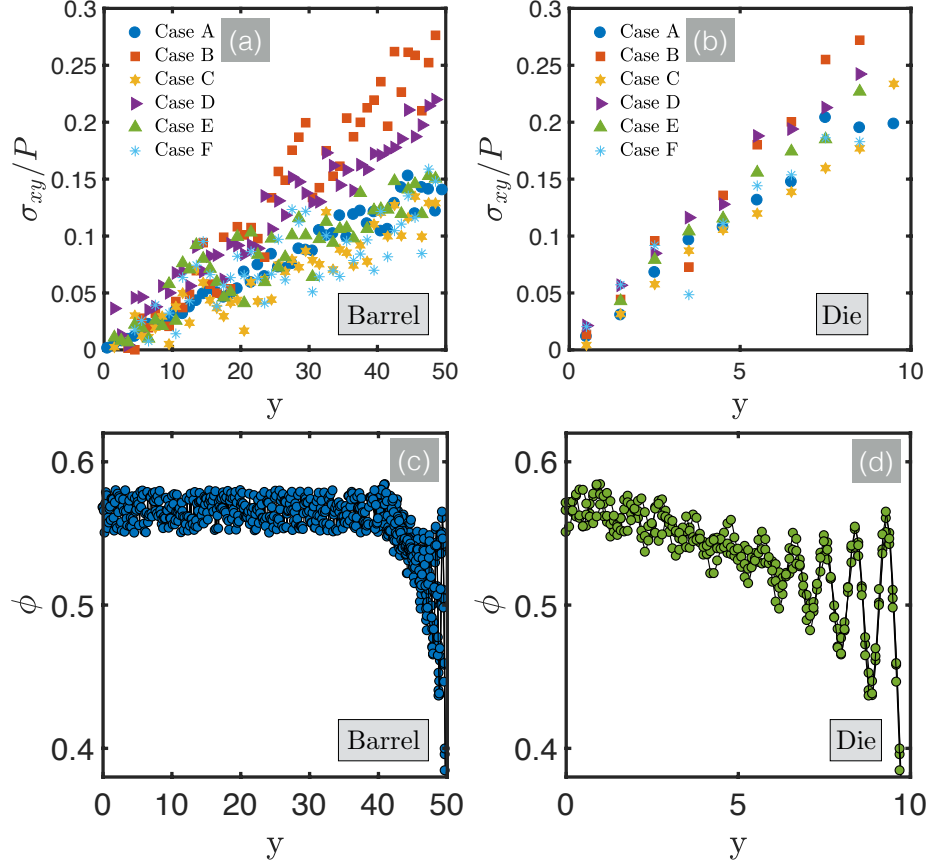 0.3
0.25
0.2
0.15
0.1
0.05
0
σ_xy/P
Case A
Case B
Case C
Case D
Case E
Case F
(a)
Barrel
0 10 20 30 40 50
y
0.3
0.25
0.2
0.15
0.1
0.05
0
σ_xy/P
Case A
Case B
Case C
Case D
Case E
Case F
(b)
Die
0 5 10
y
0.6
0.5
0.4
ϕ
(c)
Barrel
0 10 20 30 40 50
y
0.6
0.5
0.4
ϕ
(d)
Die
0 5 10
y